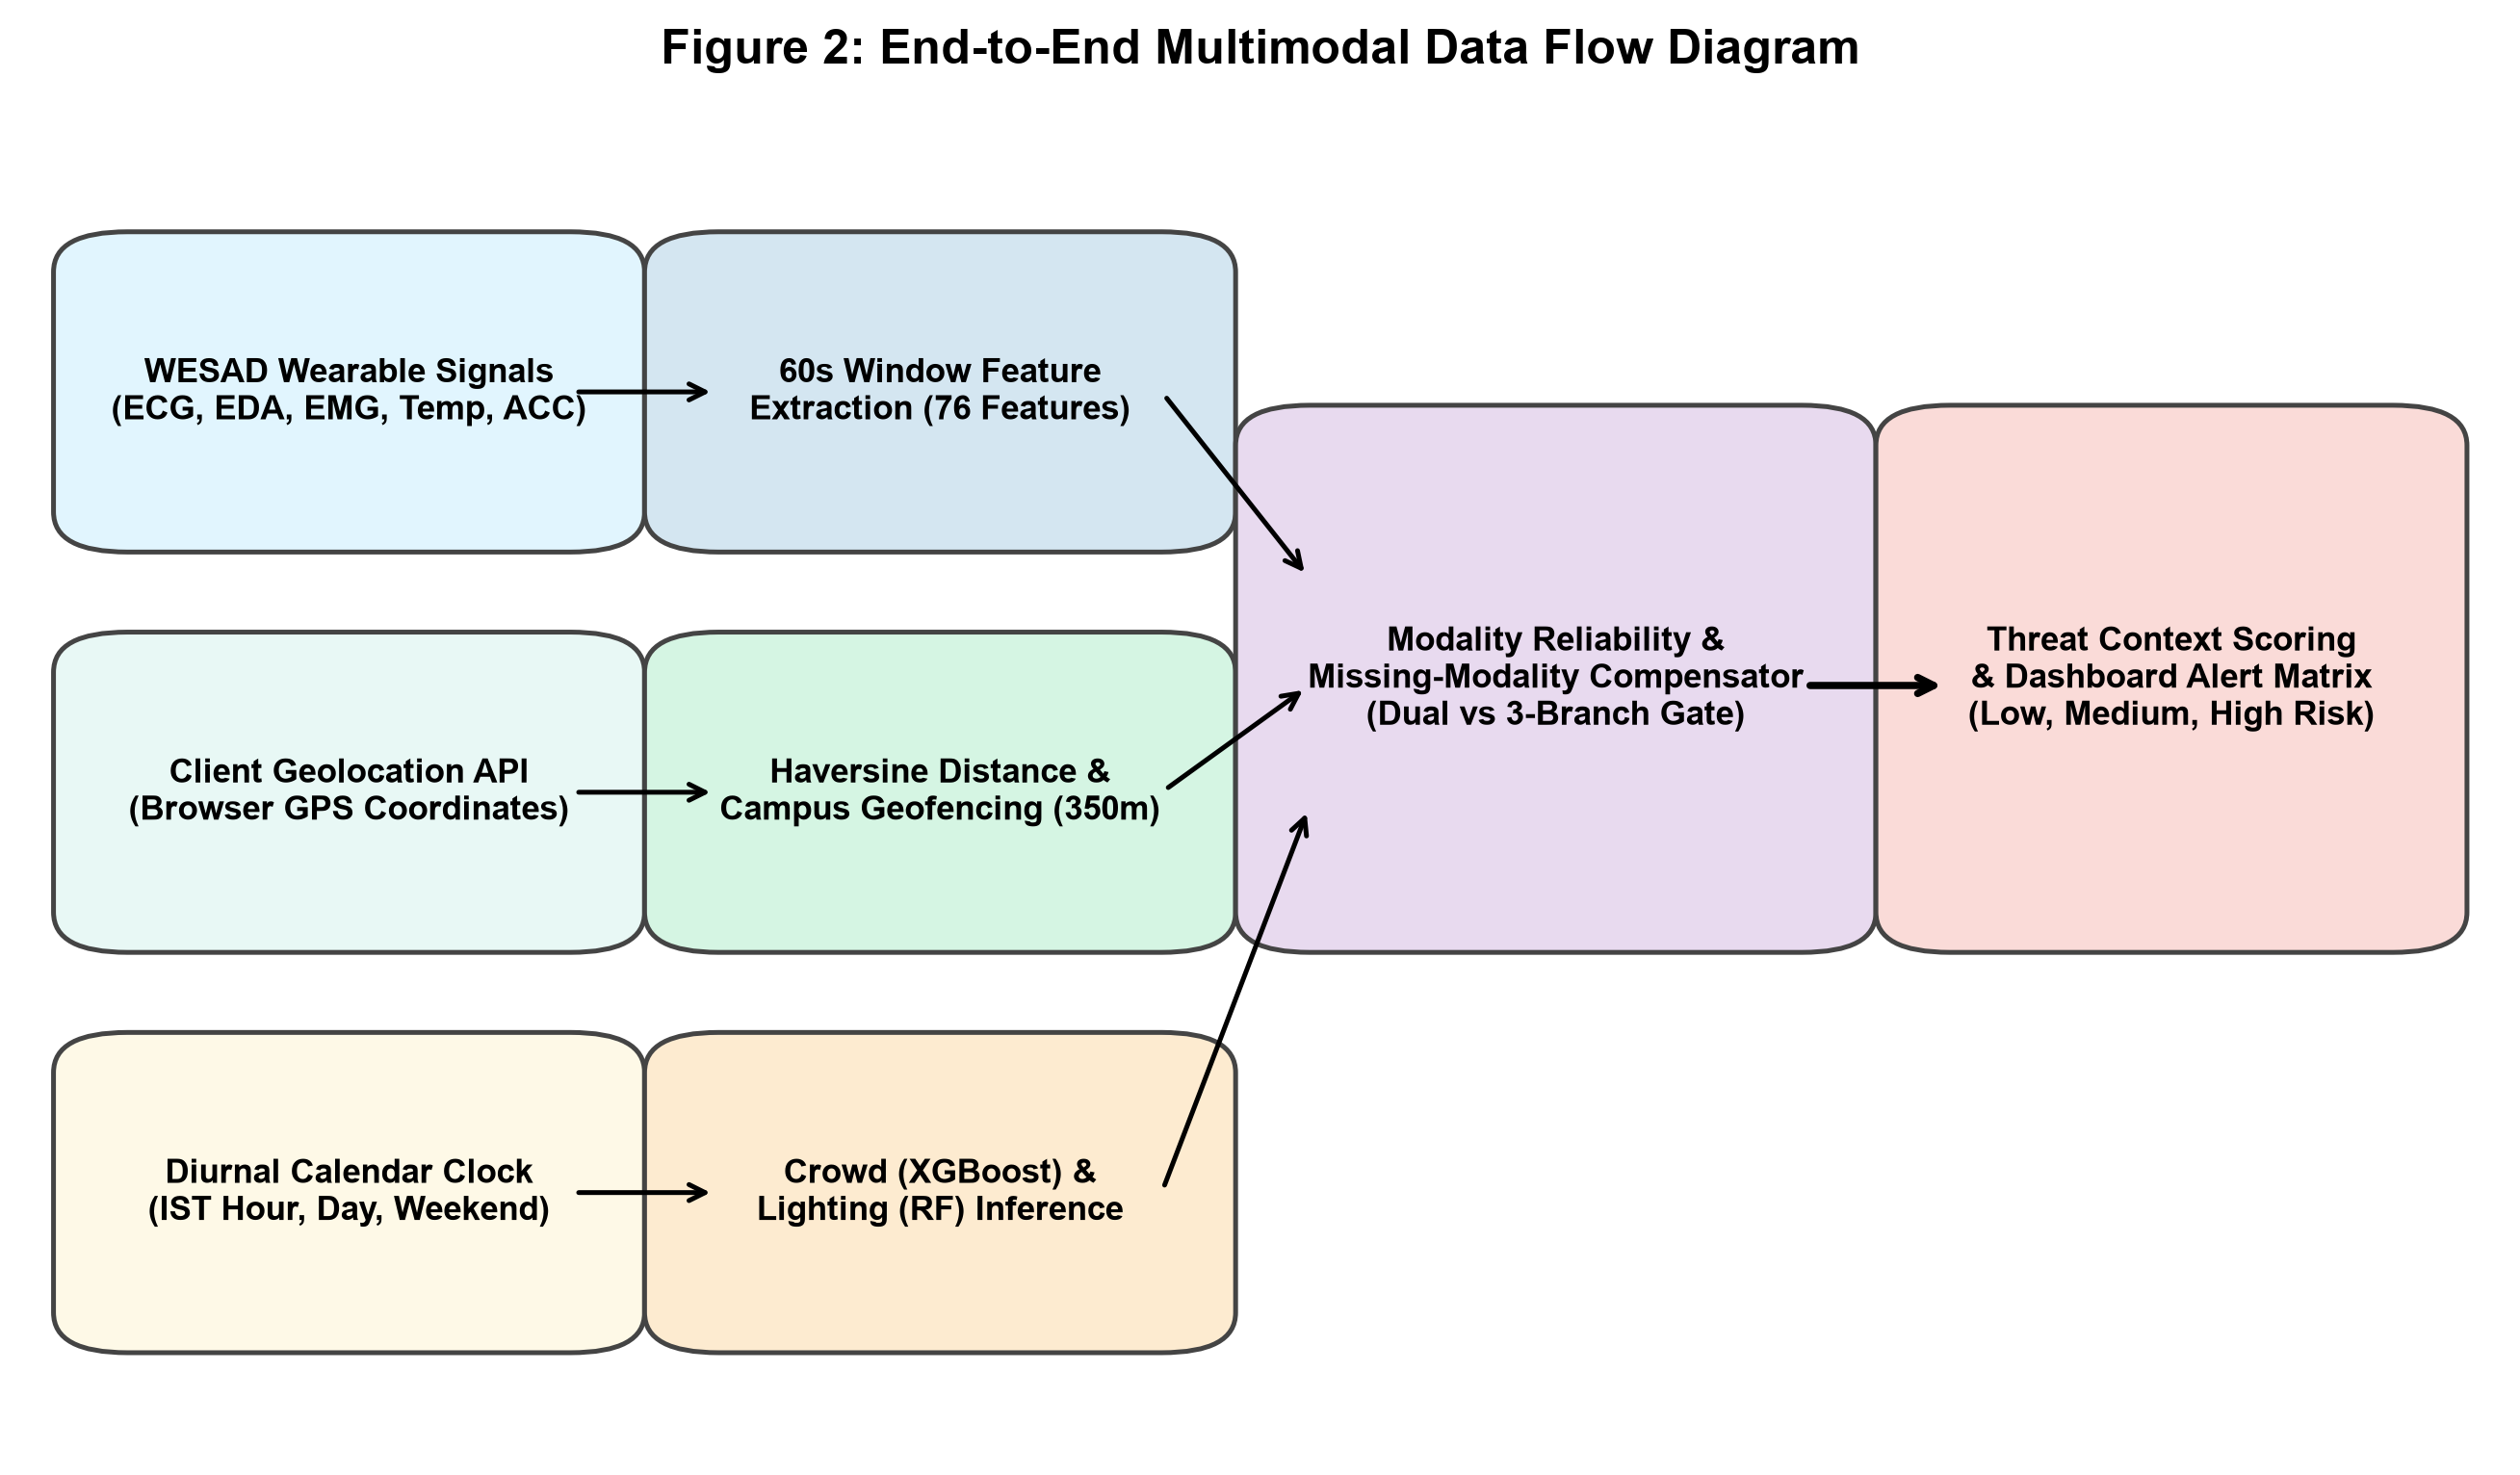 Figure 2: End-to-End Multimodal Data Flow Diagram
WESAD Wearable Signals
(ECG, EDA, EMG, Temp, ACC)
60s Window Feature
Extraction (76 Features)
Modality Reliability &
Missing-Modality Compensator
(Dual vs 3-Branch Gate)
Threat Context Scoring
& Dashboard Alert Matrix
(Low, Medium, High Risk)
Client Geolocation API
(Browser GPS Coordinates)
Haversine Distance &
Campus Geofencing (350m)
Diurnal Calendar Clock
(IST Hour, Day, Weekend)
Crowd (XGBoost) &
Lighting (RF) Inference